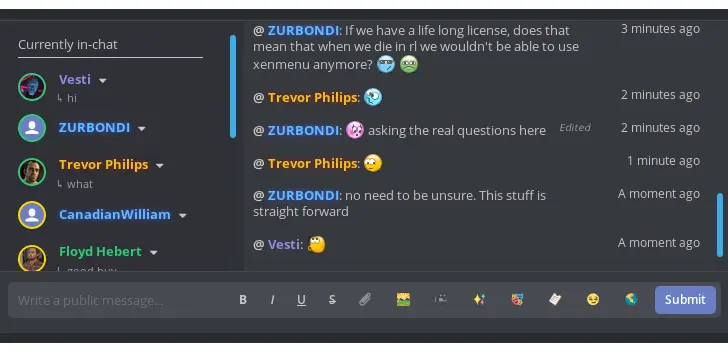 Currently in-chat
Vesti
↳ hi
ZURBONDI
Trevor Philips
↳ what
CanadianWilliam
Floyd Hebert
↳ good buy
@ ZURBONDI: If we have a life long license, does that 3 minutes ago
mean that when we die in rl we wouldn't be able to use
xenmenu anymore?
@ Trevor Philips: 2 minutes ago
@ ZURBONDI: asking the real questions here Edited 2 minutes ago
@ Trevor Philips: 1 minute ago
@ ZURBONDI: no need to be unsure. This stuff is A moment ago
straight forward
@ Vesti: A moment ago
Write a public message... B I U S Submit